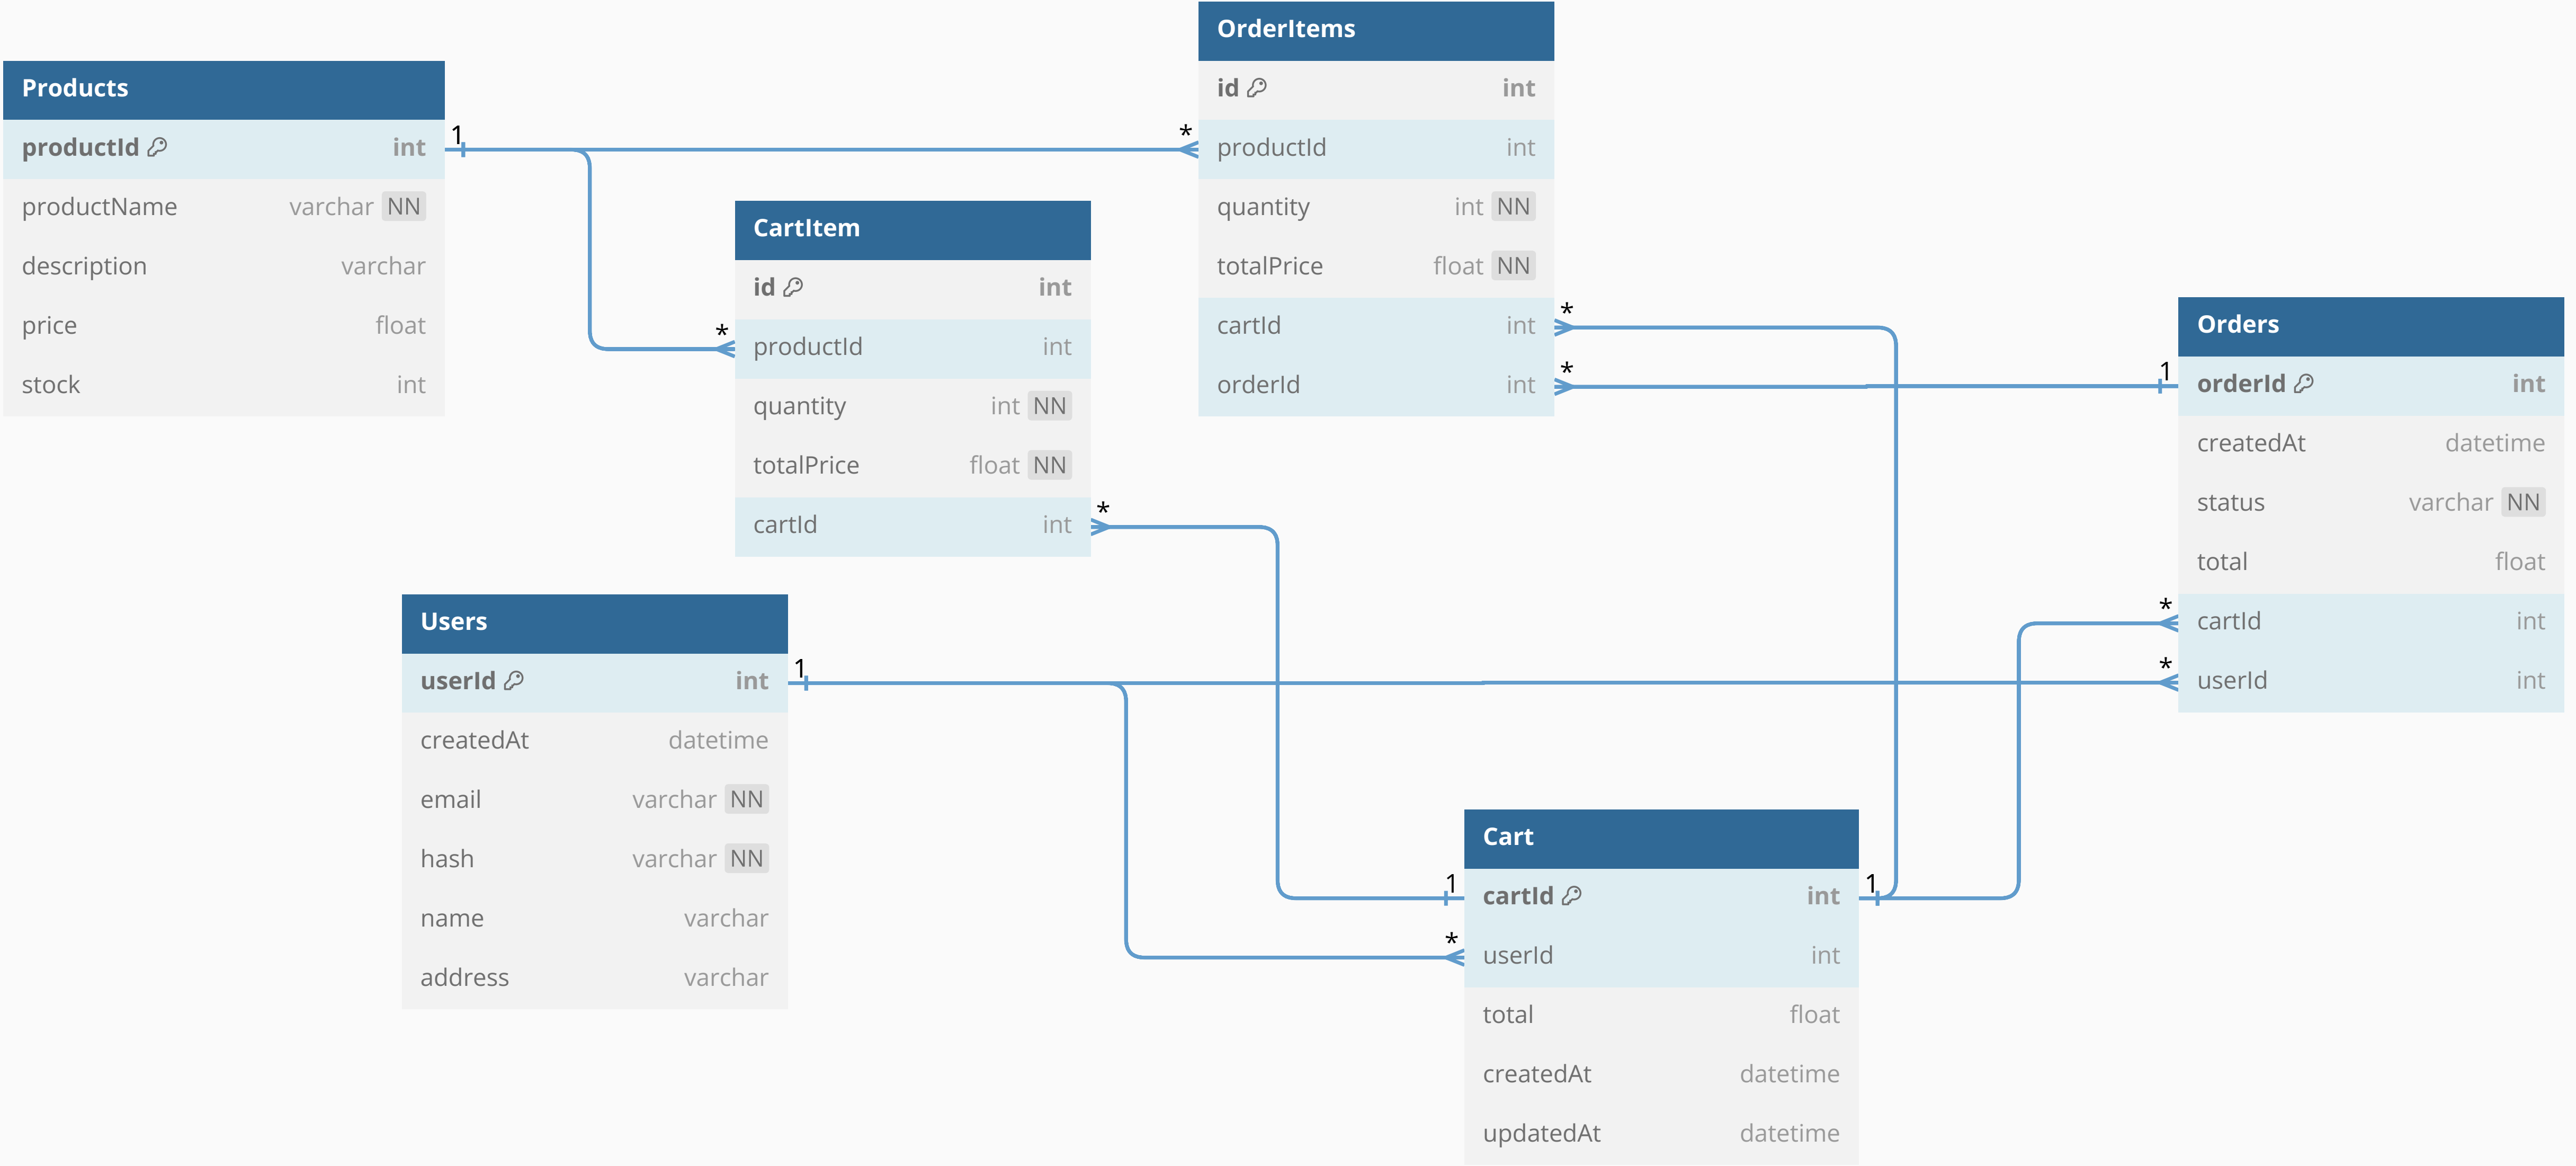 OrderItems
id int
productId int
quantity int NN
totalPrice float NN
cartId int
orderId int
Products
productId int
productName varchar NN
description varchar
price float
stock int
CartItem
id int
productId int
quantity int NN
totalPrice float NN
cartId int
Orders
orderId int
createdAt datetime
status varchar NN
total float
cartId int
userId int
Users
userId int
createdAt datetime
email varchar NN
hash varchar NN
name varchar
address varchar
Cart
cartId int
userId int
total float
createdAt datetime
updatedAt datetime
1
*
*
*
*
1
*
*
*
1
1
1
*